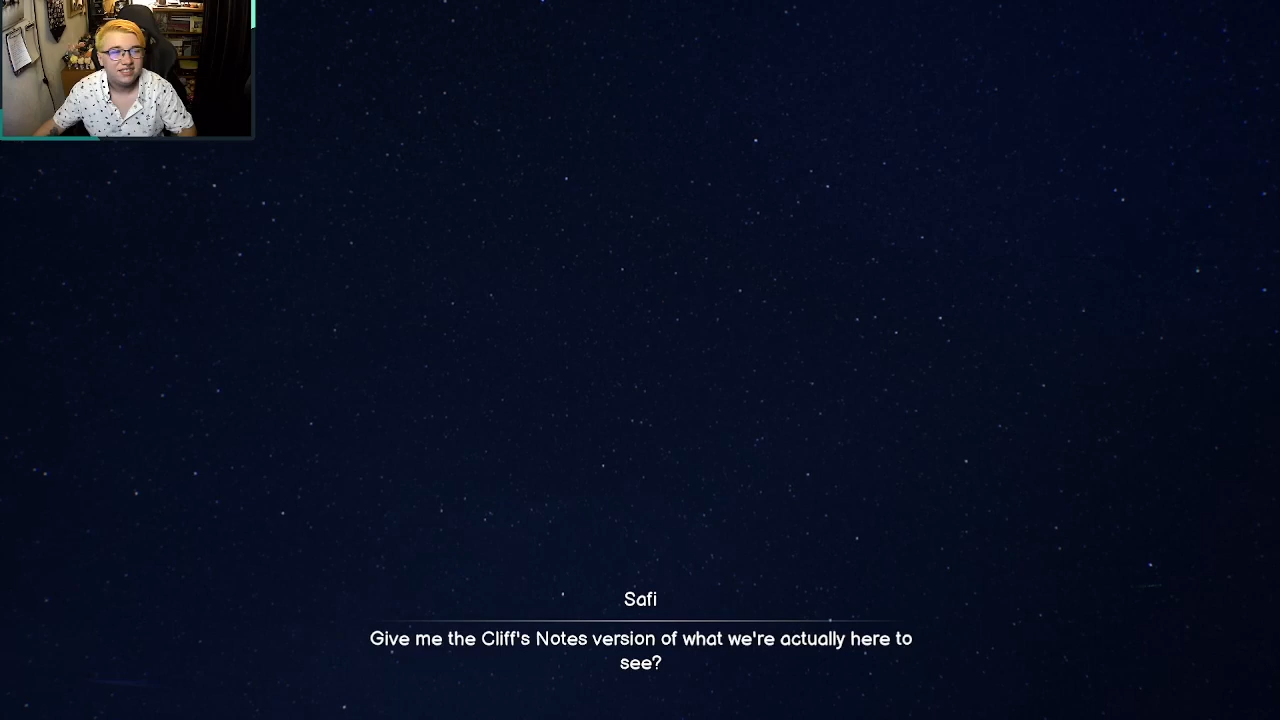 Safi
Give me the Cliff's Notes version of what we're actually here to
see?